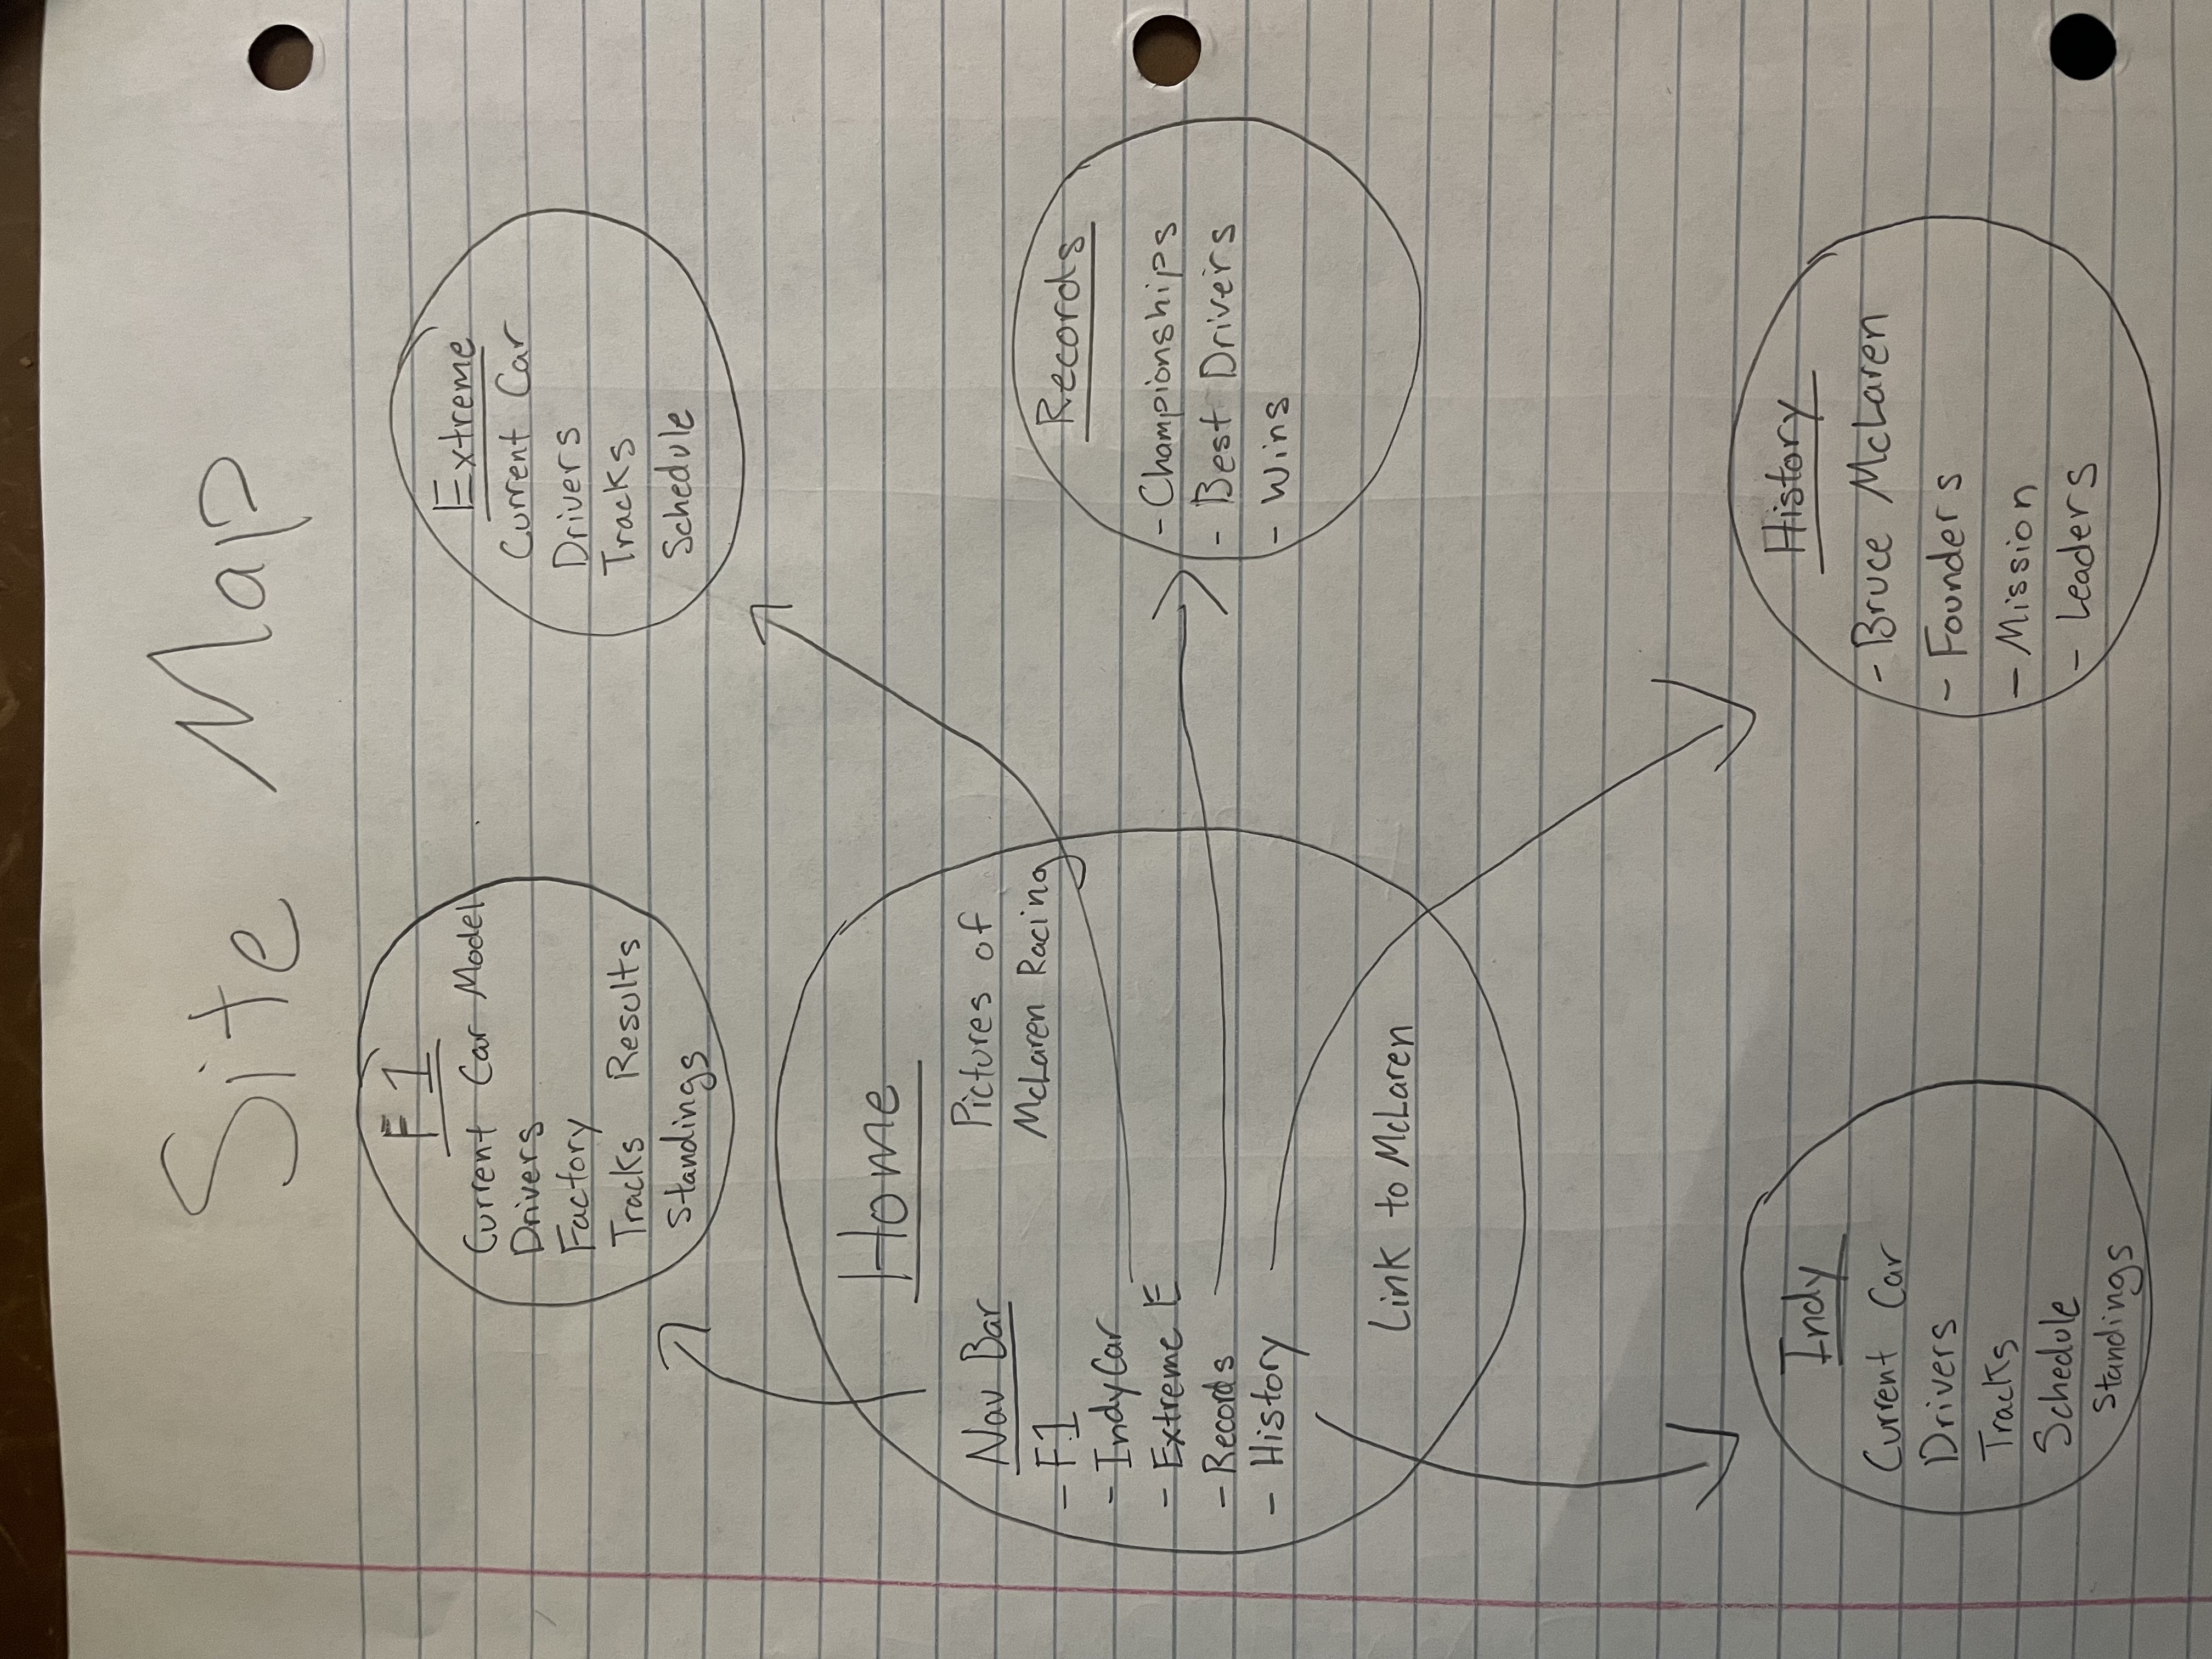 Site Map
F1
Current Car Model
Drivers
Factory
Tracks Results
Standings
Extreme
Current Car
Drivers
Tracks
Schedule
Home
Nav Bar
- F1
- IndyCar
- Extreme E
- Records
- History
Pictures of
McLaren Racing
Link to McLaren
Records
- Championships
- Best Drivers
- Wins
Indy
Current Car
Drivers
Tracks
Schedule
Standings
History
- Bruce McLaren
- Founders
- Mission
- Leaders